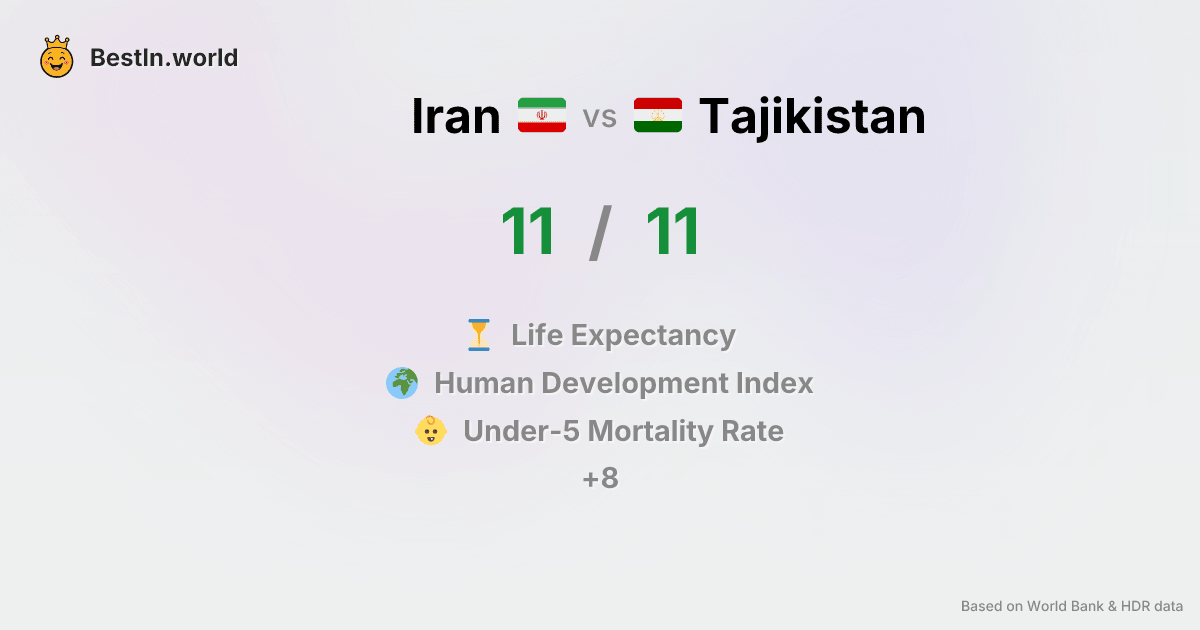 BestIn.world
Iran vs Tajikistan
11 / 11
Life Expectancy
Human Development Index
Under-5 Mortality Rate
+8
Based on World Bank & HDR data